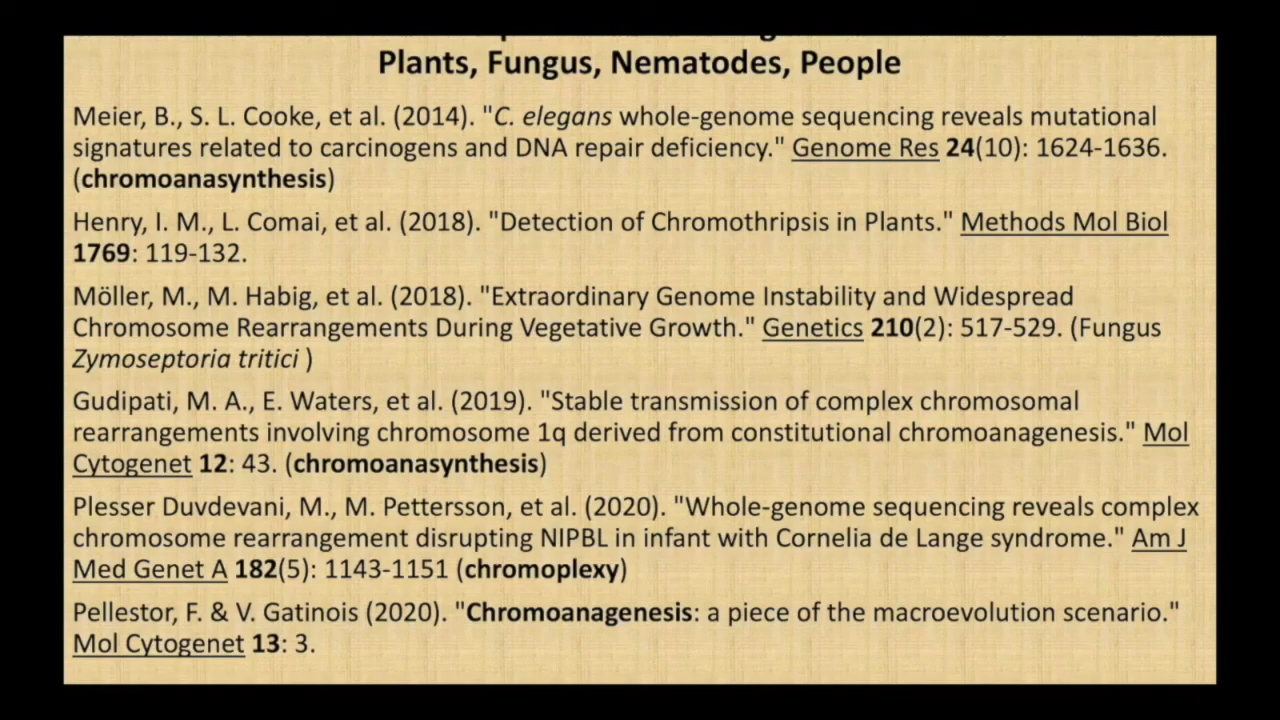 Plants, Fungus, Nematodes, People
Meier, B., S. L. Cooke, et al. (2014). "C. elegans whole-genome sequencing reveals mutational
signatures related to carcinogens and DNA repair deficiency." Genome Res 24(10): 1624-1636.
(chromoanasynthesis)
Henry, I. M., L. Comai, et al. (2018). "Detection of Chromothripsis in Plants." Methods Mol Biol
1769: 119-132.
Möller, M., M. Habig, et al. (2018). "Extraordinary Genome Instability and Widespread
Chromosome Rearrangements During Vegetative Growth." Genetics 210(2): 517-529. (Fungus
Zymoseptoria tritici )
Gudipati, M. A., E. Waters, et al. (2019). "Stable transmission of complex chromosomal
rearrangements involving chromosome 1q derived from constitutional chromoanagenesis." Mol
Cytogenet 12: 43. (chromoanasynthesis)
Plesser Duvdevani, M., M. Pettersson, et al. (2020). "Whole-genome sequencing reveals complex
chromosome rearrangement disrupting NIPBL in infant with Cornelia de Lange syndrome." Am J
Med Genet A 182(5): 1143-1151 (chromoplexy)
Pellestor, F. & V. Gatinois (2020). "Chromoanagenesis: a piece of the macroevolution scenario."
Mol Cytogenet 13: 3.